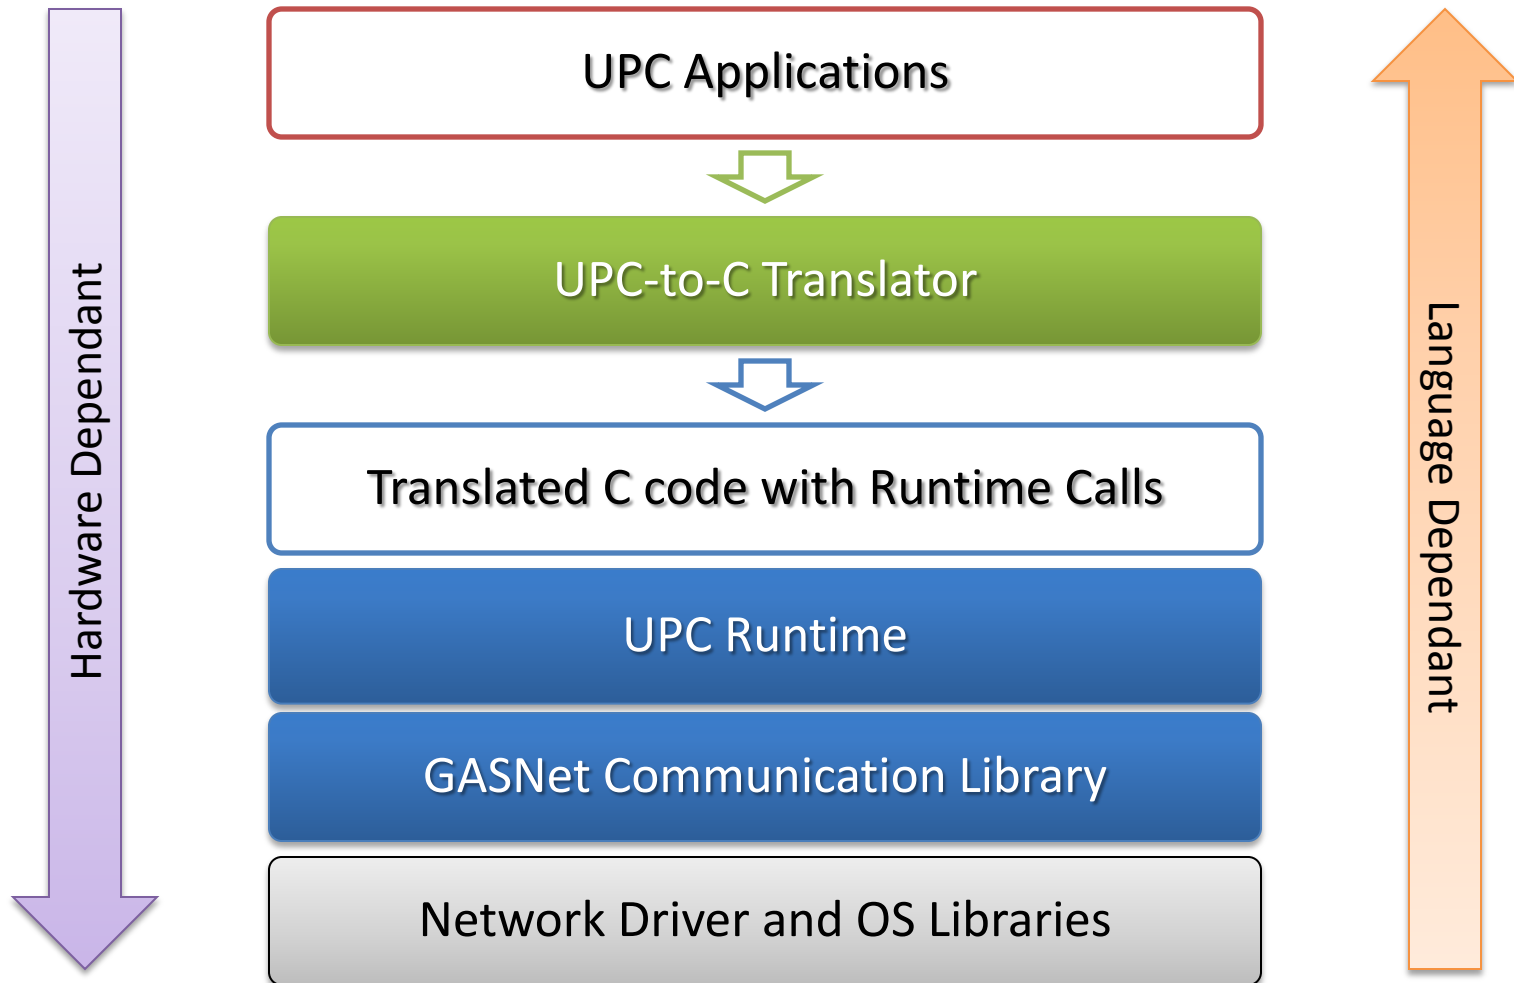 UPC Applications
UPC-to-C Translator
Translated C code with Runtime Calls
UPC Runtime
GASNet Communication Library
Network Driver and OS Libraries
Hardware Dependant
Language Dependant